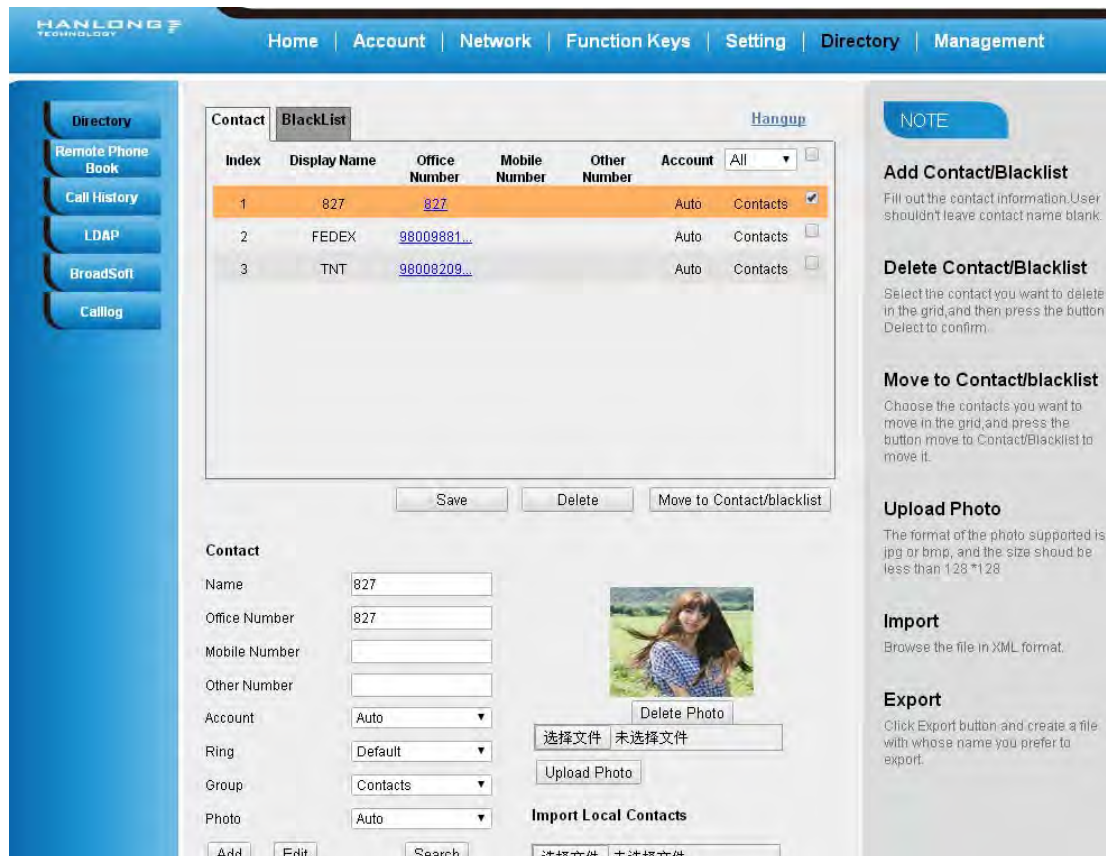 HANLONG
TECHNOLOGY
Home | Account | Network | Function Keys | Setting | Directory | Management
Directory
Remote Phone
Book
Call History
LDAP
BroadSoft
Calllog
Contact BlackList Hangup
Index Display Name Office Number Mobile Number Other Number Account All
1 827 827 Auto Contacts
2 FEDEX 98009881... Auto Contacts
3 TNT 98008209... Auto Contacts
Save Delete Move to Contact/blacklist
Contact
Name 827
Office Number 827
Mobile Number
Other Number
Account Auto
Ring Default
Group Contacts
Photo Auto
Add Edit Search
Delete Photo
选择文件 未选择文件
Upload Photo
Import Local Contacts
选择文件 未选择文件
NOTE
Add Contact/Blacklist
Fill out the contact information.User
shouldn't leave contact name blank.
Delete Contact/Blacklist
Select the contact you want to delete
in the grid,and then press the button
Delect to confirm.
Move to Contact/blacklist
Choose the contacts you want to
move in the grid,and press the
button move to Contact/Blacklist to
move it.
Upload Photo
The format of the photo supported is
jpg or bmp, and the size shoud be
less than 128 *128
Import
Browse the file in XML format.
Export
Click Export button and create a file
with whose name you prefer to
export.